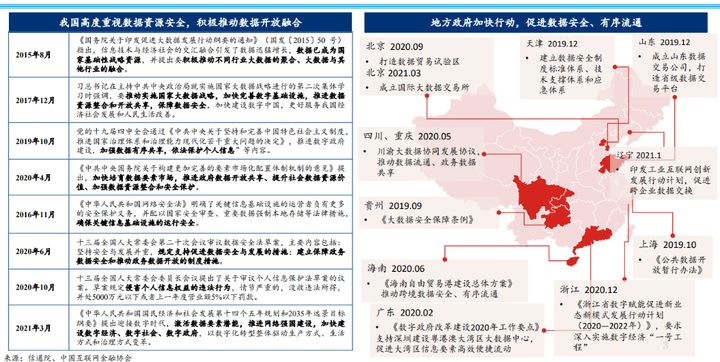 我国高度重视数据资源安全，积极推动数据开放融合
2015年8月
《国务院关于印发促进大数据发展行动纲要的通知》（国发〔2015〕50 号）
指出，信息技术与经济社会的交汇融合引发了数据迅猛增长，数据已成为国
家基础性战略资源，并提出要积极推动不同行业大数据的聚合、大数据与其
他行业的融合。
2017年12月
习总书记在主持中共中央政治局就实施国家大数据战略进行的第二次集体学
习时强调，要推动实施国家大数据战略，加快完善数字基础设施，推进数据
资源整合和开放共享，保障数据安全，加快建设数字中国，更好服务我国经
济社会发展和人民生活改善。
2019年10月
党的十九届四中全会通过《中共中央关于坚持和完善中国特色社会主义制度，
推进国家治理体系和治理能力现代化若干重大问题的决定》，推进数字政府
建设，加强数据有序共享，依法保护个人信息”等内容。
2020年4月
《中共中央国务院关于构建更加完善的要素市场化配置体制机制的意见》提
出，加快培育数据要素市场，推进政府数据开放共享、提升社会数据资源价
值、加强数据资源整合和安全保护。
2016年11月
《中华人民共和国网络安全法》明确了关键信息基础设施的运营者负有更多
的安全保护义务，并配以国家安全审查、重要数据强制本地存储等法律措施，
确保关键信息基础设施的运行安全。
2020年6月
十三届全国人大常委会第二十次会议审议数据安全法草案，主要内容包括：
坚持安全与发展并重，规定支持促进数据安全与发展的措施；建立保障政务
数据安全和推动政务数据开放的制度措施。
2020年10月
十三届全国人大常委会委员长会议提出了关于审议个人信息保护法草案的议
案。草案规定侵害个人信息权益的违法行为，情节严重的，没收违法所得，
并处5000万元以下或者上一年度营业额5%以下罚款。
2021年3月
《中华人民共和国国民经济和社会发展第十四个五年规划和2035年远景目标
纲要》提出迎接数字时代，激活数据要素潜能，推进网络强国建设，加快建
设数字经济、数字社会、数字政府，以数字化转型整体驱动生产方式、生活
方式和治理方式变革。
来源：信通院、中国互联网金融协会
地方政府加快行动，促进数据安全、有序流通
北京 2020.09
打造数据贸易试验区
北京 2021.03
成立国际大数据交易所
天津 2019.12
建立数据安全制
度标准体系、技
术支撑体系和应
急体系
山东 2019.12
成立山东数据
交易公司，打
造省级数据交
易平台
四川、重庆 2020.05
川渝大数据协同发展协议，
推动数据流通、政务数据
共享
辽宁 2021.1
印发工业互联网创新
发展行动计划，促进
跨企业数据交换
贵州 2019.09
《大数据安全保障条例》
上海 2019.10
《公共数据
开放暂行办法》
海南 2020.06
《海南自由贸易港建设总体方案》
推动跨境数据安全、有序流通
浙江 2020.12
《浙江省数字赋能促进新业
态新模式发展行动计划
（2020—2022年）》，要求
深入实施数字经济“一号工
程”
广东 2020.02
《数字政府改革建设2020年工作要点》
支持深圳建设粤港澳大湾区大数据中心，
促进大湾区信息要素高效便捷流动
3